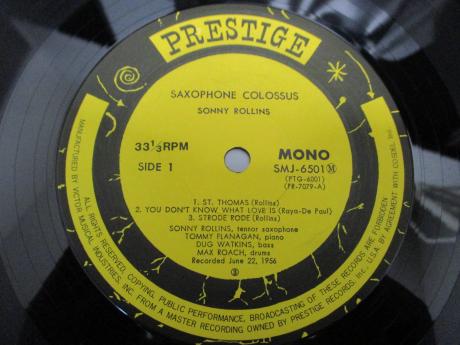 PRESTIGE
SAXOPHONE COLOSSUS
SONNY ROLLINS
33⅓RPM
SIDE 1
MONO
SMJ-6501Ⓜ
(PTG-6001)
(PR-7079-A)
1. ST. THOMAS (Rollins)
2. YOU DON'T KNOW WHAT LOVE IS (Raya-De Paul)
3. STRODE RODE (Rollins)
SONNY ROLLINS, tenor saxophone
TOMMY FLANAGAN, piano
DUG WATKINS, bass
MAX ROACH, drums
Recorded June 22, 1956
MANUFACTURED BY VICTOR MUSICAL INDUSTRIES, INC. FROM A MASTER RECORDING OWNED BY PRESTIGE RECORDS, Inc., U.S.A. BY AGREEMENT WITH COSDEL Inc.
ALL RIGHTS RESERVED, COPYING, PUBLIC PERFORMANCE, BROADCASTING OF THESE RECORDS ARE FORBIDDEN